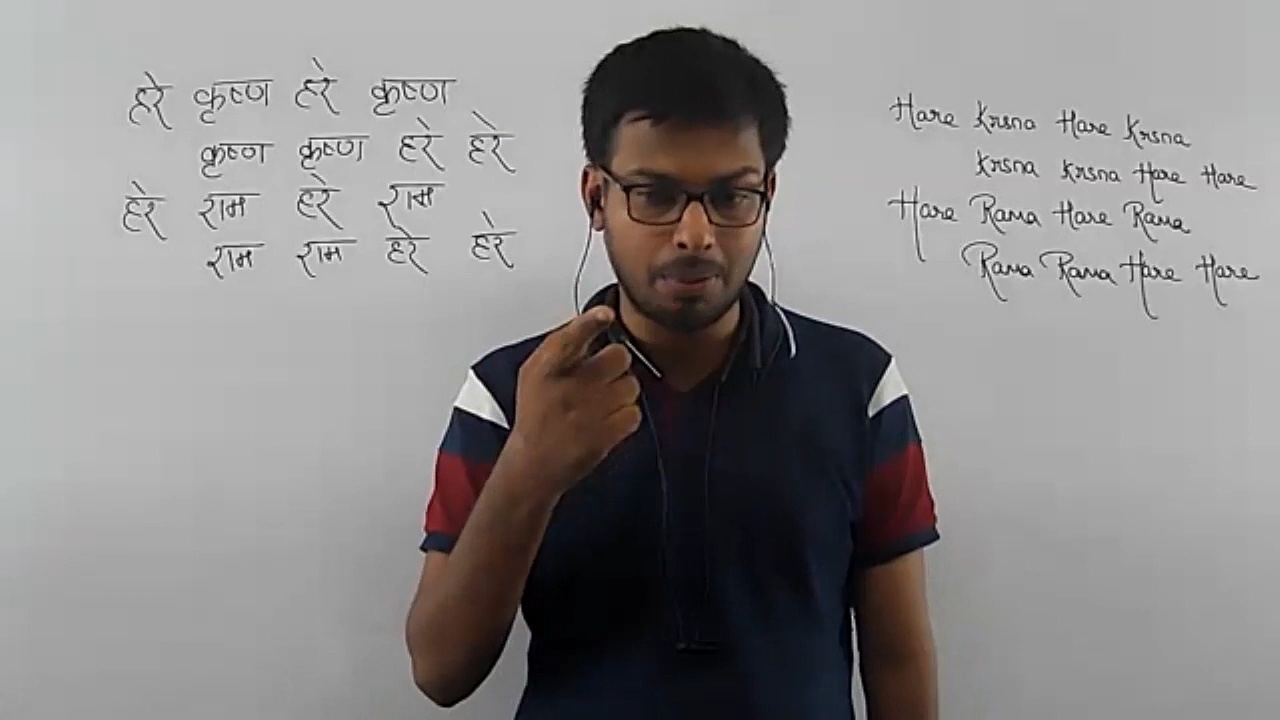 हरे कृष्ण हरे कृष्ण
कृष्ण कृष्ण हरे हरे
हरे राम हरे राम
राम राम हरे हरे
Hare Krsna Hare Krsna
Krsna Krsna Hare Hare
Hare Rama Hare Rama
Rama Rama Hare Hare